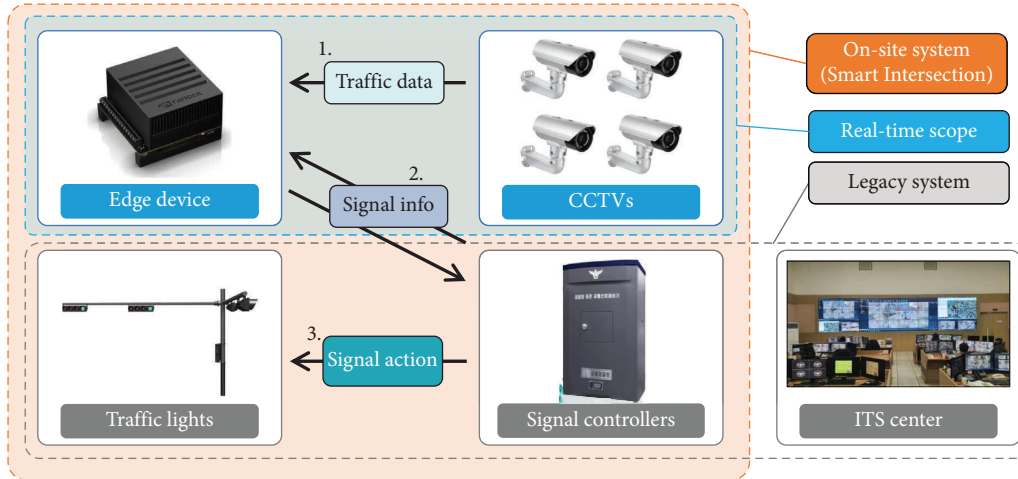 1.
Traffic data
On-site system
(Smart Intersection)
NVIDIA
Real-time scope
2.
Edge device
Signal info
CCTVs
Legacy system
3.
Signal action
Traffic lights
Signal controllers
ITS center